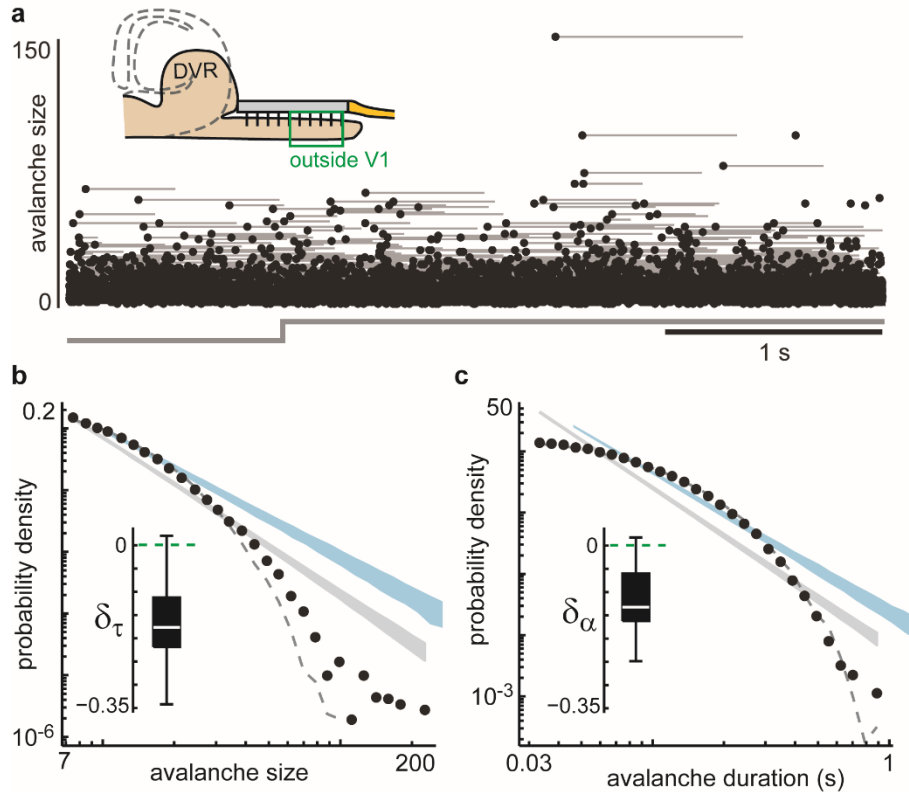 a
150
avalanche size
0
DVR
outside V1
1 s
b
0.2
probability density
10⁻⁶
0
δτ
−0.35
7
200
avalanche size
c
50
probability density
10⁻³
0
δα
−0.35
0.03
1
avalanche duration (s)